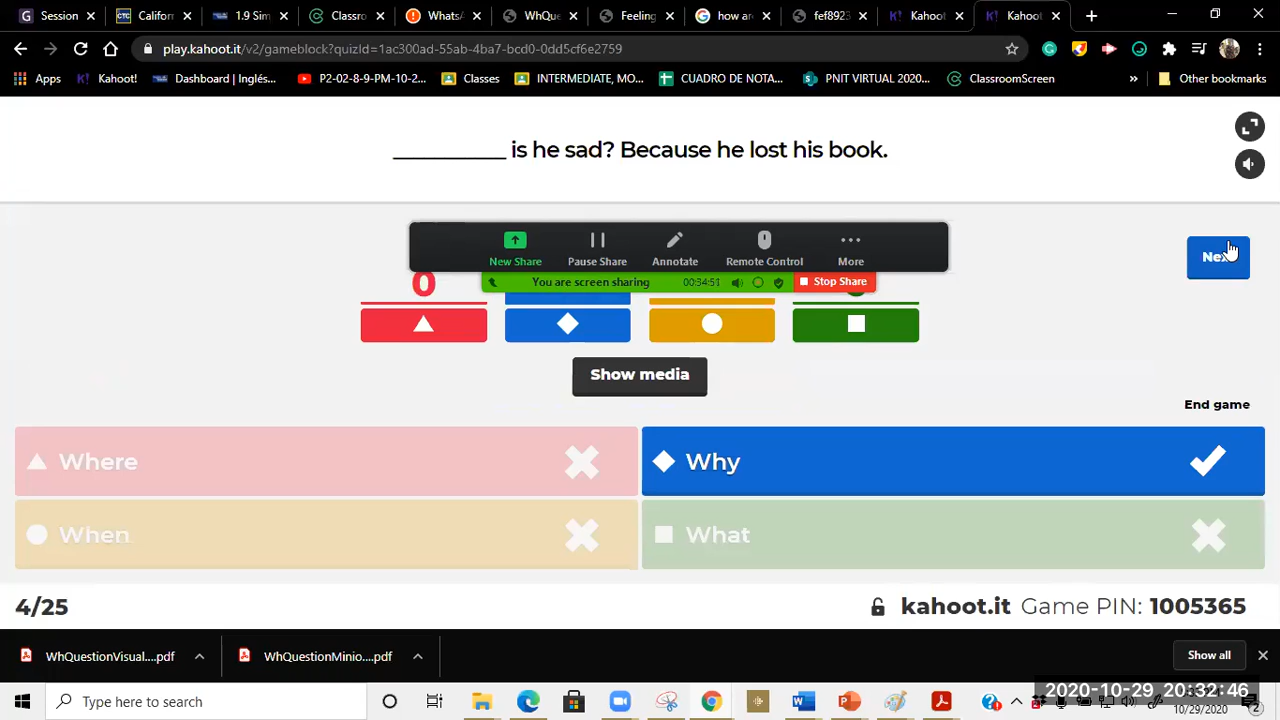 Session
Califor
1.9 Sim
Classro
WhatsA
WhQue
Feeling
how are
fef8923
Kahoot
Kahoot
play.kahoot.it/v2/gameblock?quizId=1ac300ad-55ab-4ba7-bcd0-0dd5cf6e2759
Apps
Kahoot!
Dashboard | Inglés...
P2-02-8-9-PM-10-2...
Classes
INTERMEDIATE, MO...
CUADRO DE NOTA...
PNIT VIRTUAL 2020...
ClassroomScreen
»
Other bookmarks
_________ is he sad? Because he lost his book.
New Share
Pause Share
Annotate
Remote Control
More
You are screen sharing
00:34:51
Stop Share
0
Show media
End game
Where
Why
When
What
4/25
kahoot.it Game PIN: 1005365
WhQuestionVisual....pdf
WhQuestionMinio....pdf
Show all
Type here to search
2020-10-29 20:32:46
10/29/2020